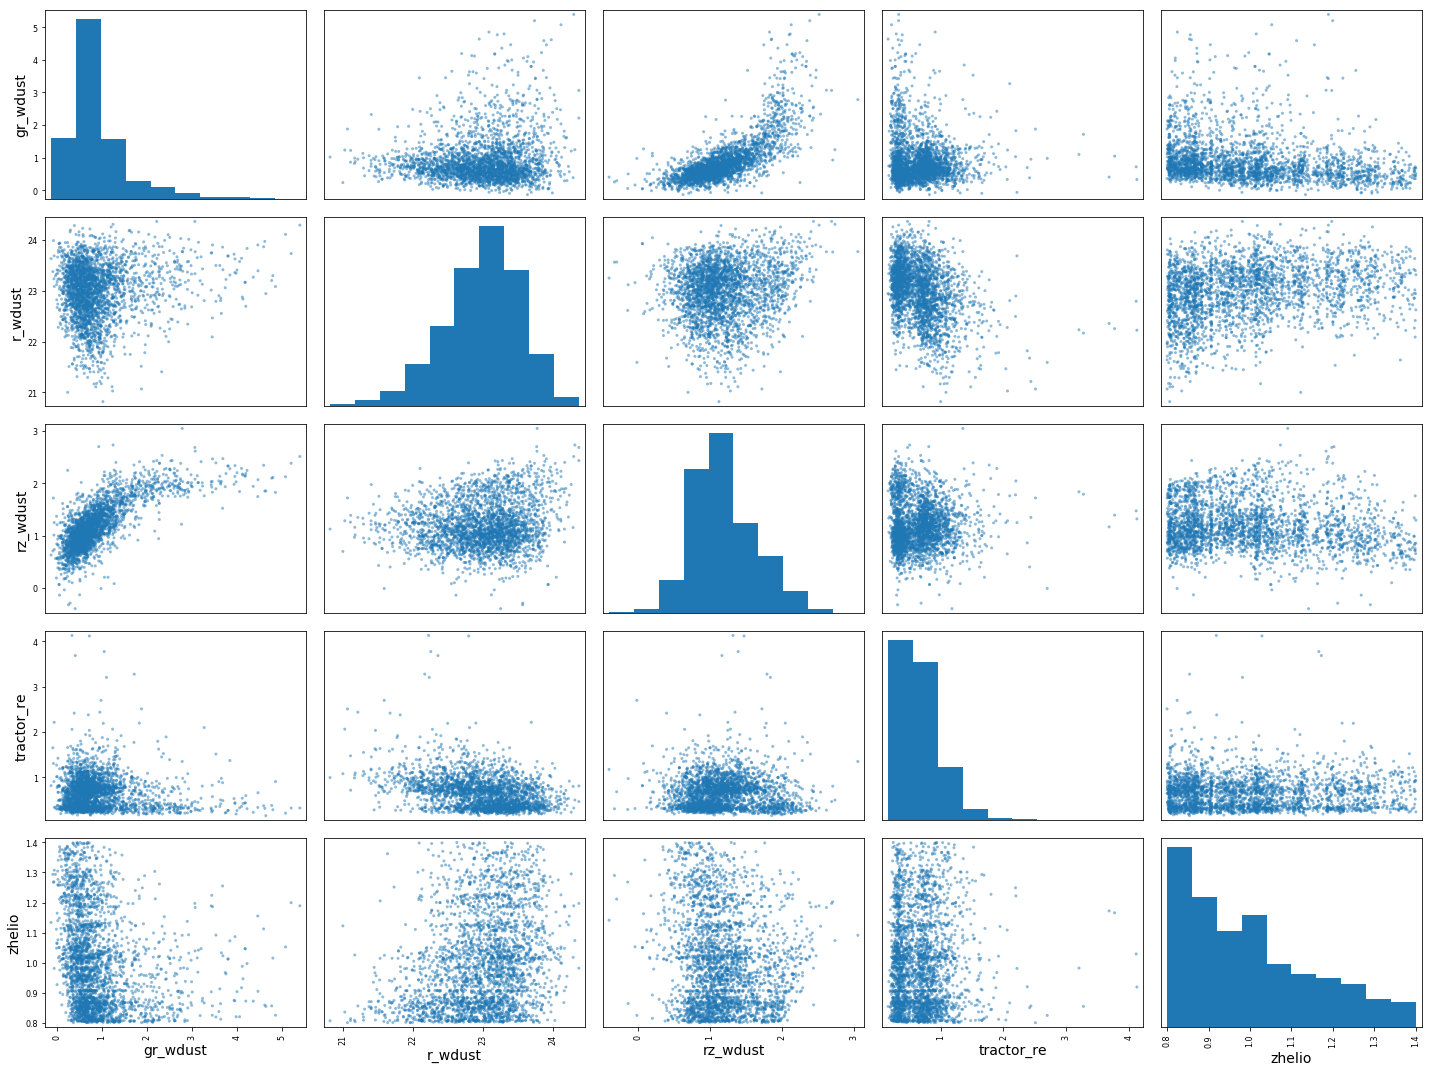 gr_wdust
5
4
3
2
1
0
r_wdust
24
23
22
21
rz_wdust
3
2
1
0
tractor_re
4
3
2
1
zhelio
1.4
1.3
1.2
1.1
1.0
0.9
0.8
0 1 2 3 4 5
21 22 23 24
0 1 2 3
1 2 3 4
0.8 0.9 1.0 1.1 1.2 1.3 1.4
gr_wdust r_wdust rz_wdust tractor_re zhelio